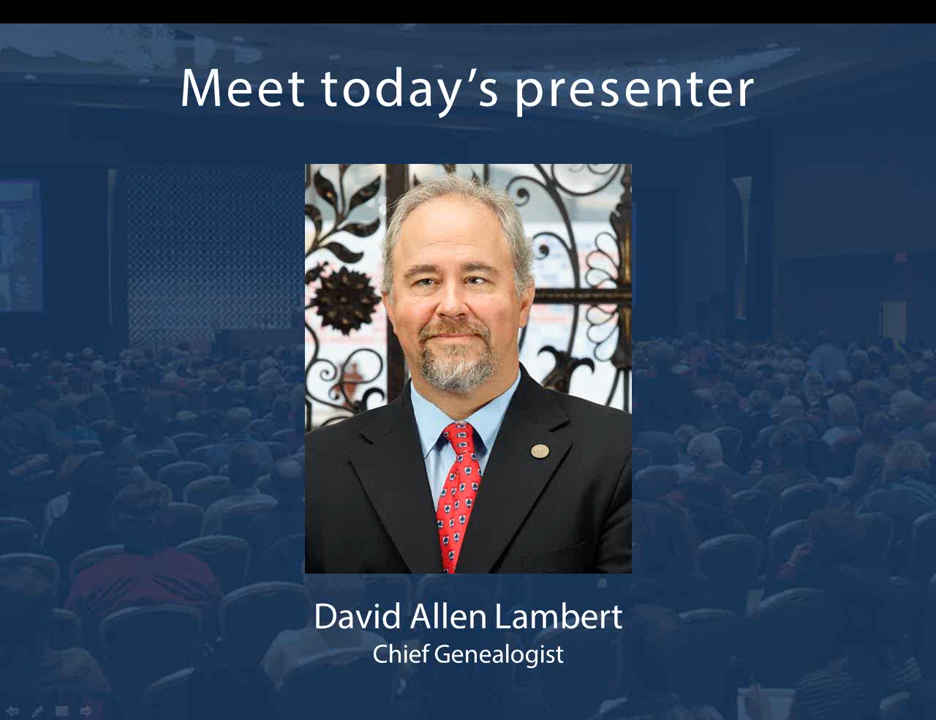 Meet today’s presenter
David Allen Lambert
Chief Genealogist